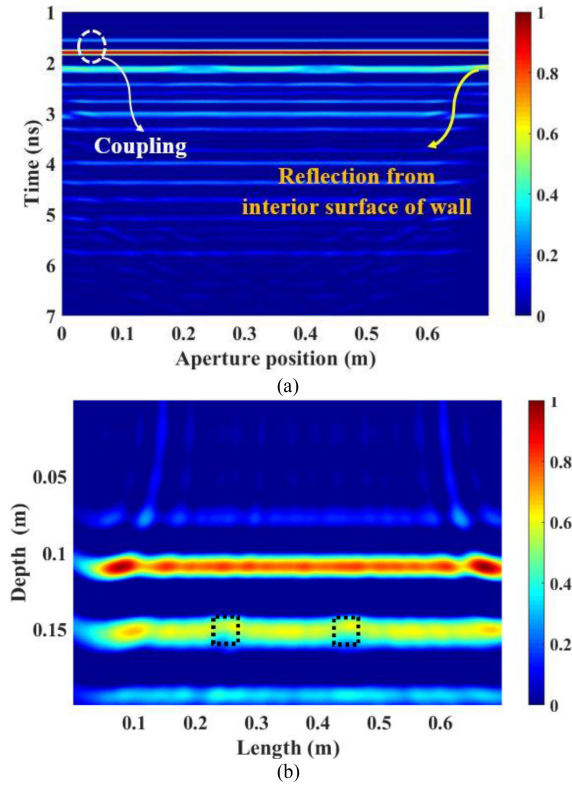 1
2
3
4
5
6
7
Time (ns)
Coupling
Reflection from
interior surface of wall
0 0.1 0.2 0.3 0.4 0.5 0.6
Aperture position (m)
1
0.8
0.6
0.4
0.2
0
(a)
0.05
0.1
0.15
Depth (m)
0.1 0.2 0.3 0.4 0.5 0.6
Length (m)
1
0.8
0.6
0.4
0.2
0
(b)